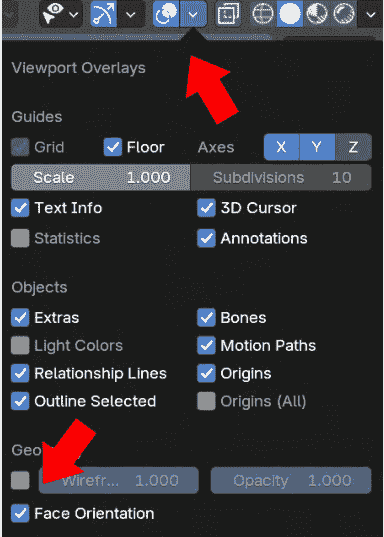 Viewport Overlays
Guides
Grid Floor Axes X Y Z
Scale 1.000 Subdivisions 10
Text Info 3D Cursor
Statistics Annotations
Objects
Extras Bones
Light Colors Motion Paths
Relationship Lines Origins
Outline Selected Origins (All)
Geo
Wirefr... 1.000 Opacity 1.000
Face Orientation